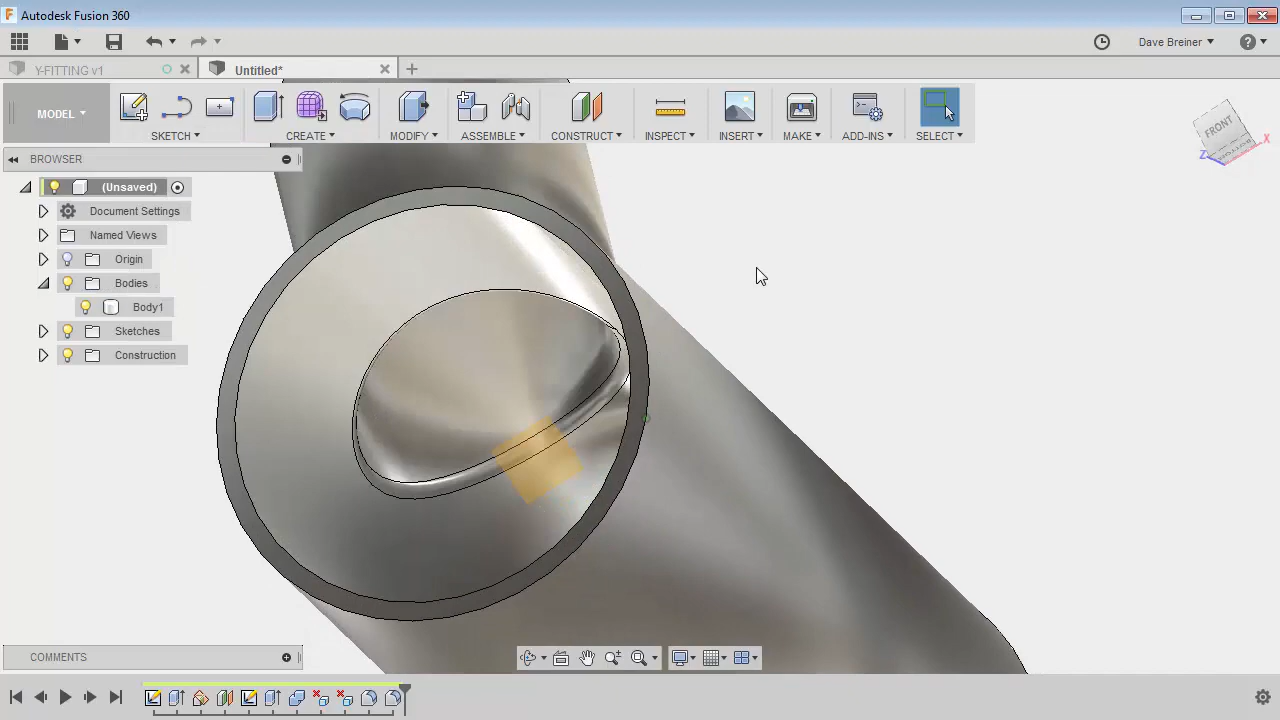 Autodesk Fusion 360
Dave Breiner
Y-FITTING v1
Untitled*
MODEL
SKETCH
CREATE
MODIFY
ASSEMBLE
CONSTRUCT
INSPECT
INSERT
MAKE
ADD-INS
SELECT
FRONT
Z
X
BROWSER
(Unsaved)
Document Settings
Named Views
Origin
Bodies
Body1
Sketches
Construction
COMMENTS